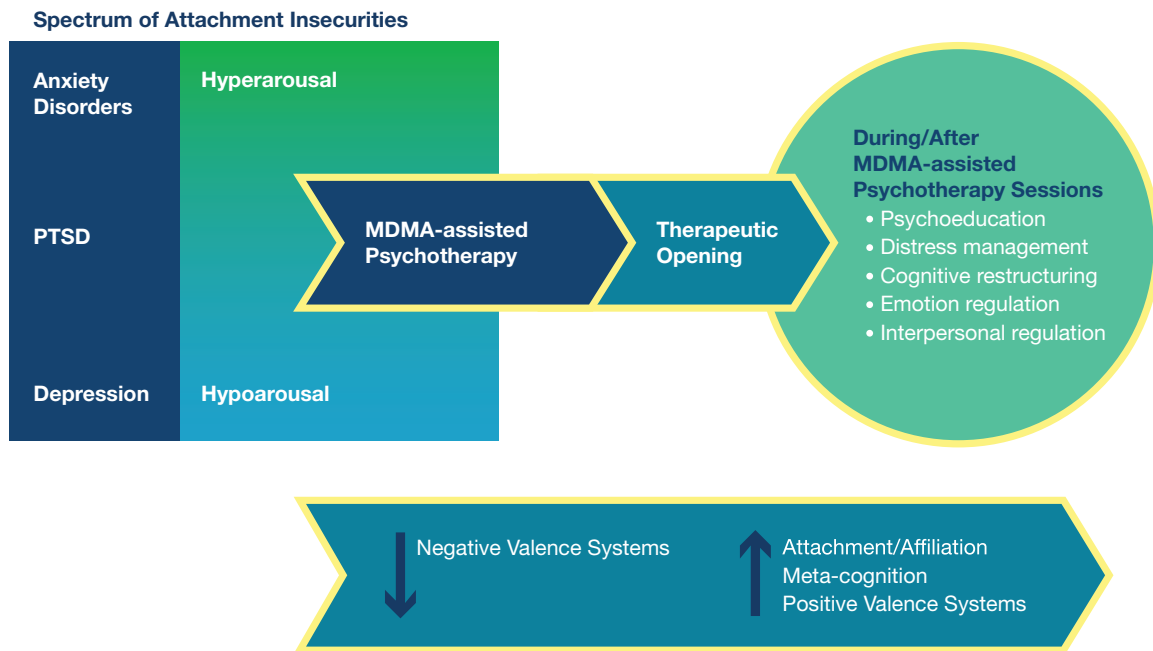 Spectrum of Attachment Insecurities
Anxiety
Disorders
Hyperarousal
PTSD
Depression
Hypoarousal
MDMA-assisted
Psychotherapy
Therapeutic
Opening
During/After
MDMA-assisted
Psychotherapy Sessions
• Psychoeducation
• Distress management
• Cognitive restructuring
• Emotion regulation
• Interpersonal regulation
Negative Valence Systems
Attachment/Affiliation
Meta-cognition
Positive Valence Systems